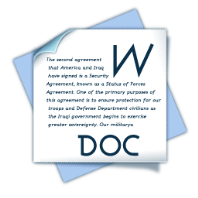 The second agreement
that America and Iraq
have signed is a Security
Agreement, known as a Status of Forces
Agreement. One of the primary purposes of
this agreement is to ensure protection for our
troops and Defense Department civilians as
the Iraqi government begins to exercise
greater sovereignty. Our militarys
W
DOC